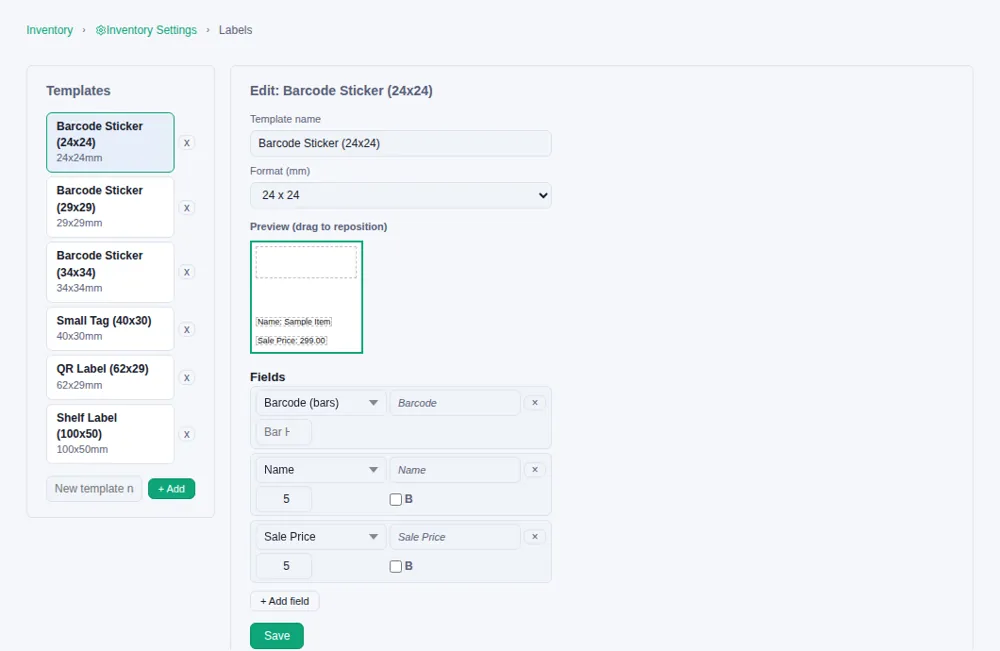 Inventory › Inventory Settings › Labels
Templates
Barcode Sticker
(24x24)
24x24mm
x
Barcode Sticker
(29x29)
29x29mm
x
Barcode Sticker
(34x34)
34x34mm
x
Small Tag (40x30)
40x30mm
x
QR Label (62x29)
62x29mm
x
Shelf Label
(100x50)
100x50mm
x
New template n
+ Add
Edit: Barcode Sticker (24x24)
Template name
Barcode Sticker (24x24)
Format (mm)
24 x 24
Preview (drag to reposition)
Name: Sample Item
Sale Price: 299.00
Fields
Barcode (bars) Barcode ×
Bar H
Name Name ×
5 B
Sale Price Sale Price ×
5 B
+ Add field
Save